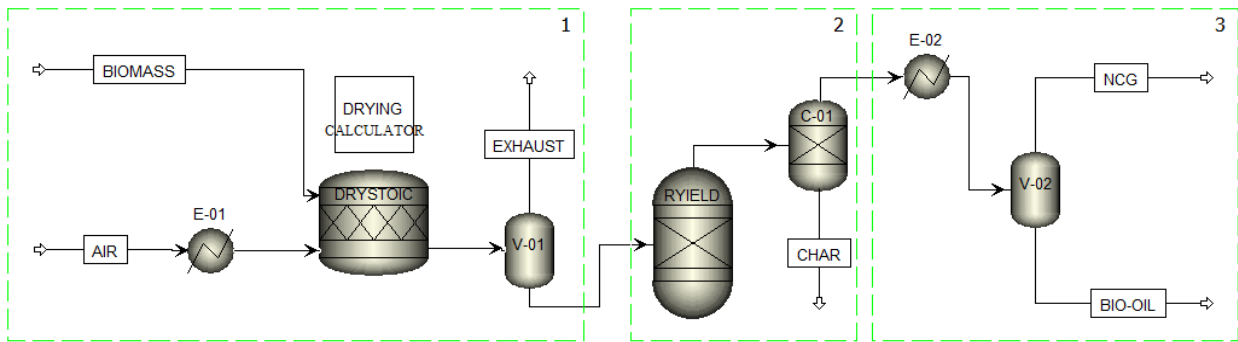 1
BIOMASS
DRYING
CALCULATOR
EXHAUST
DRYSTOIC
E-01
AIR
V-01
2
C-01
RYIELD
CHAR
3
E-02
NCG
V-02
BIO-OIL